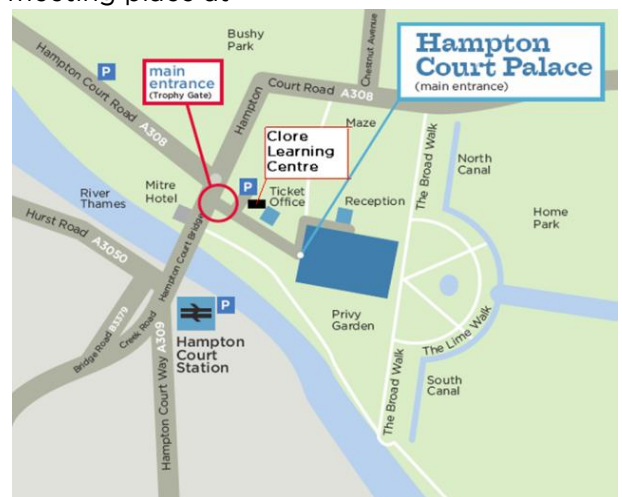 meeting place at
Bushy
Park
Hampton
Court Palace
(main entrance)
Chestnut Avenue
P
main
entrance
(Trophy Gate)
Hampton Court Road A308
Hampton
Court Road A308
Maze
Clore
Learning
Centre
The Broad Walk
North
Canal
River
Thames
Mitre
Hotel
P
Ticket
Office
Reception
Home
Park
Hurst Road A3050
Hampton Court Bridge
Privy
Garden
P
Hampton
Court
Station
Bridge Road B3379
Creek Road
Hampton Court Way A309
The Lime Walk
South
Canal
The Broad Walk